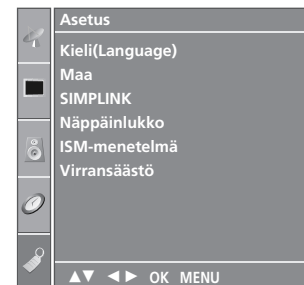 Asetus
Kieli(Language)
Maa
SIMPLINK
Näppäinlukko
ISM-menetelmä
Virransäästö
▲▼ ◄► OK MENU